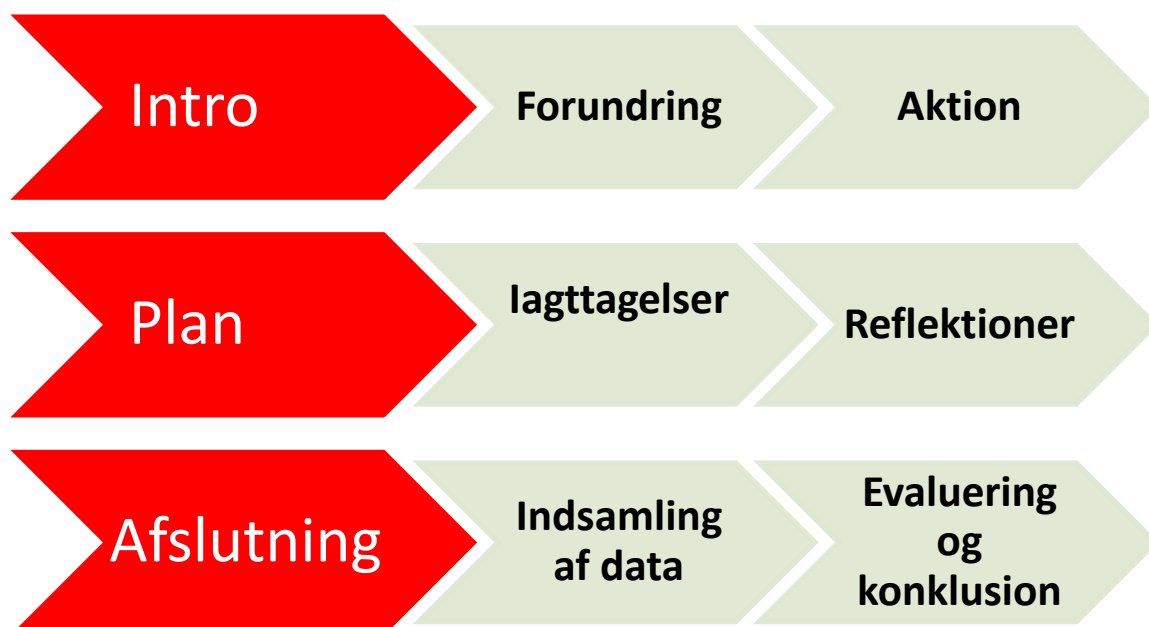 Intro
Forundring
Aktion
Plan
Iagttagelser
Reflektioner
Afslutning
Indsamling
af data
Evaluering
og
konklusion